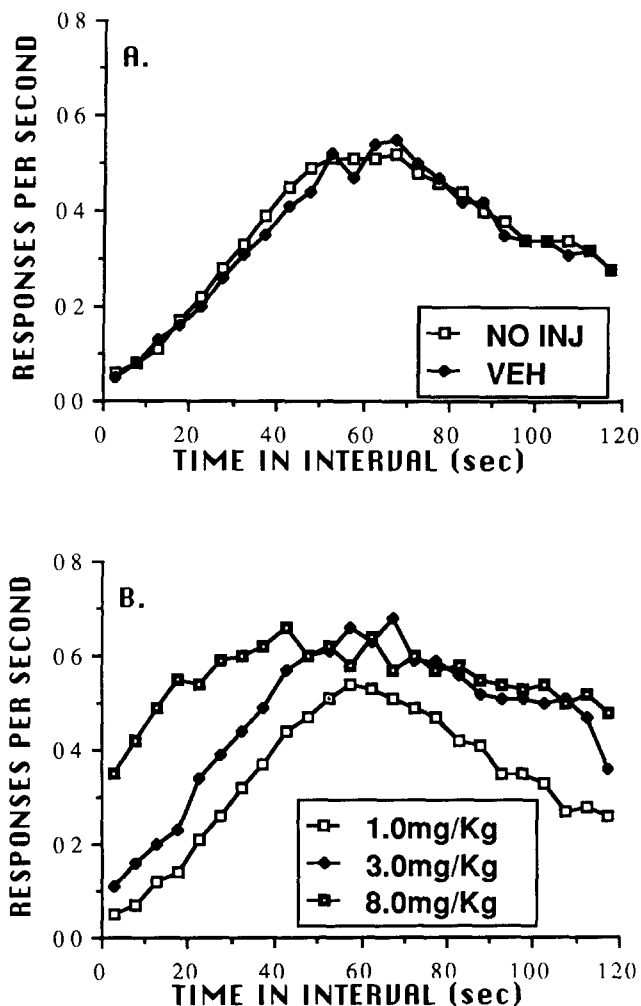 A.
RESPONSES PER SECOND
0 8
0 6
0 4
0 2
0 0
NO INJ
VEH
0 20 40 60 80 100 120
TIME IN INTERVAL (sec)
B.
RESPONSES PER SECOND
0 8
0 6
0 4
0 2
0 0
1.0mg/Kg
3.0mg/Kg
8.0mg/Kg
0 20 40 60 80 100 120
TIME IN INTERVAL (sec)